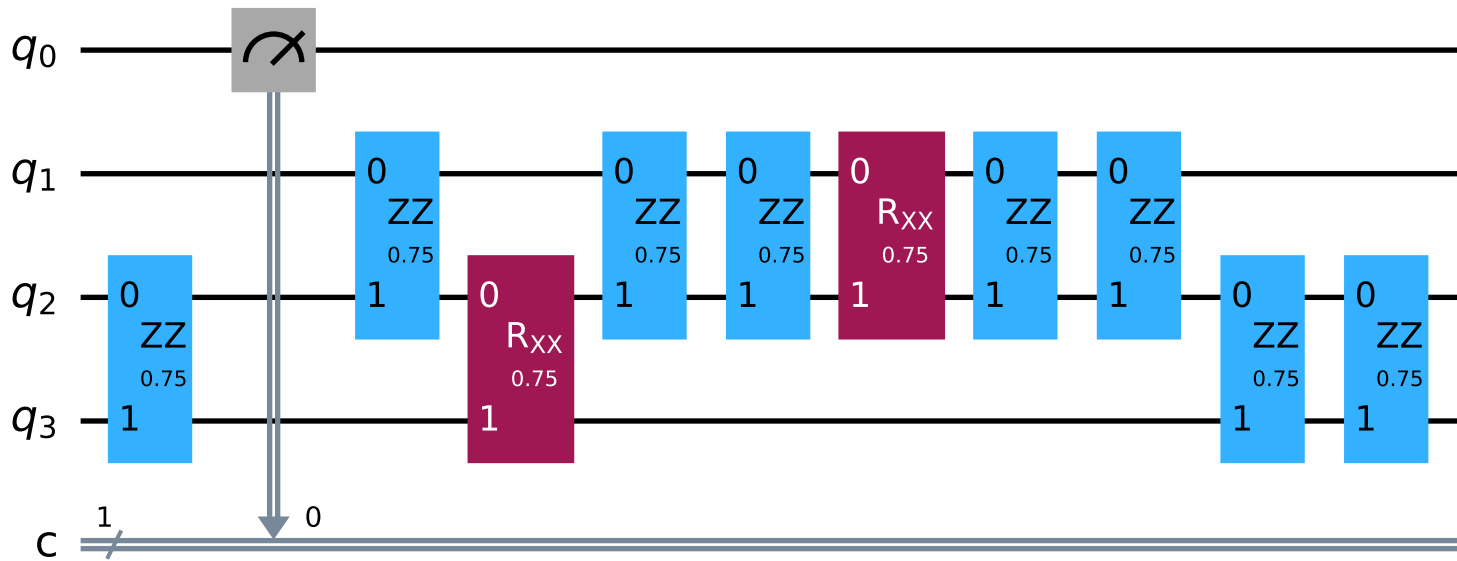 q0
q1
0 0 0 0 0 0
ZZ ZZ ZZ RXX ZZ ZZ
0.75 0.75 0.75 0.75 0.75 0.75
q2
0 1 0 1 1 1 1 1 0 0
ZZ RXX ZZ ZZ
0.75 0.75 0.75 0.75
q3
1 1 1 1
1 0
c